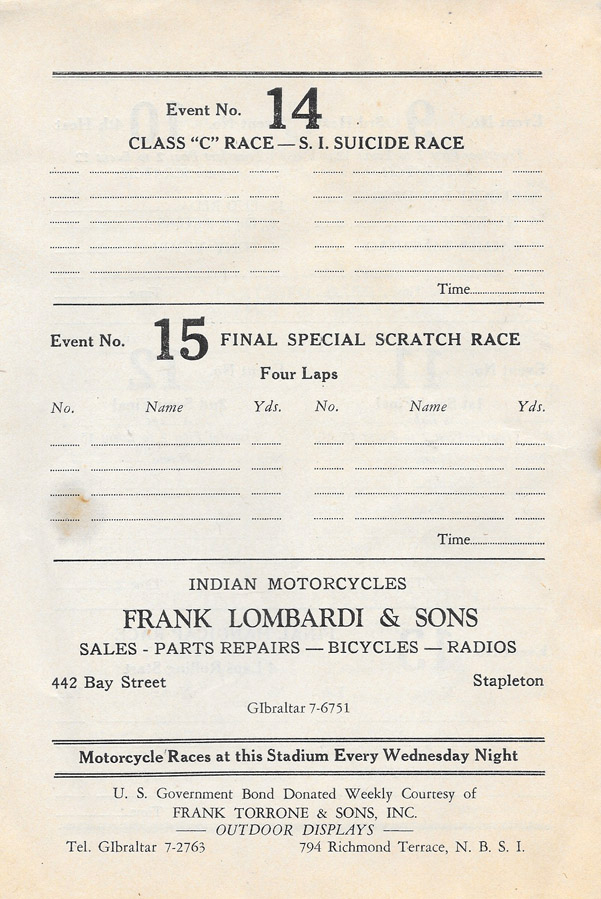 Event No. 14
CLASS "C" RACE — S. I. SUICIDE RACE
Time
Event No. 15 FINAL SPECIAL SCRATCH RACE
Four Laps
No. Name Yds. No. Name Yds.
Time
INDIAN MOTORCYCLES
FRANK LOMBARDI & SONS
SALES - PARTS REPAIRS — BICYCLES — RADIOS
442 Bay Street Stapleton
GIbraltar 7-6751
Motorcycle Races at this Stadium Every Wednesday Night
U. S. Government Bond Donated Weekly Courtesy of
FRANK TORRONE & SONS, INC.
— OUTDOOR DISPLAYS —
Tel. GIbraltar 7-2763 794 Richmond Terrace, N. B. S. I.